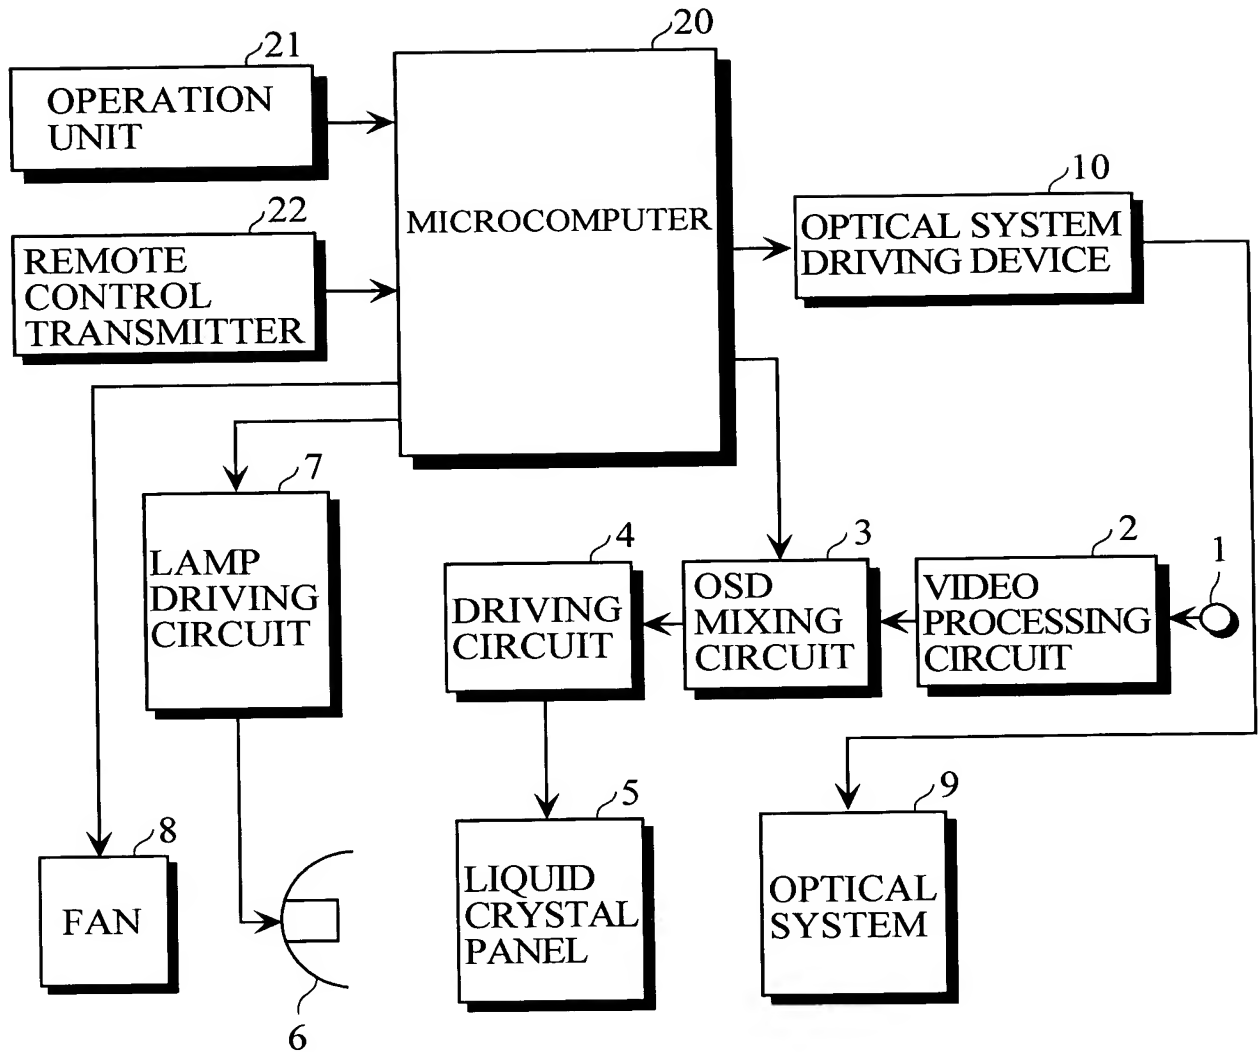 21
OPERATION
UNIT
20
MICROCOMPUTER
22
REMOTE
CONTROL
TRANSMITTER
10
OPTICAL SYSTEM
DRIVING DEVICE
7
LAMP
DRIVING
CIRCUIT
4
DRIVING
CIRCUIT
3
OSD
MIXING
CIRCUIT
2
VIDEO
PROCESSING
CIRCUIT
1
8
FAN
6
5
LIQUID
CRYSTAL
PANEL
9
OPTICAL
SYSTEM